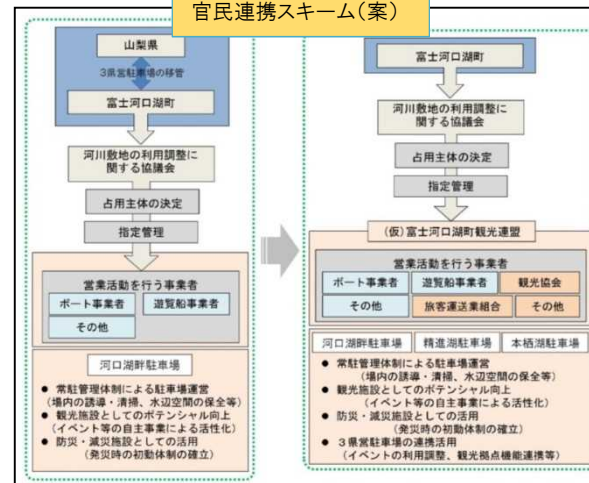 官民連携スキーム(案)
山梨県
3県営駐車場の移管
富士河口湖町
河川敷地の利用調整に
関する協議会
占用主体の決定
指定管理
営業活動を行う事業者
ボート事業者
遊覧船事業者
その他
河口湖畔駐車場
● 常駐管理体制による駐車場運営
(場内の誘導・清掃、水辺空間の保全等)
● 観光施設としてのポテンシャル向上
(イベント等の自主事業による活性化)
● 防災・減災施設としての活用
(発災時の初動体制の確立)
富士河口湖町
河川敷地の利用調整に
関する協議会
占用主体の決定
指定管理
(仮)富士河口湖町観光連盟
営業活動を行う事業者
ボート事業者
遊覧船事業者
観光協会
その他
旅客運送業組合
その他
河口湖畔駐車場
精進湖駐車場
本栖湖駐車場
● 常駐管理体制による駐車場運営
(場内の誘導・清掃、水辺空間の保全等)
● 観光施設としてのポテンシャル向上
(イベント等の自主事業による活性化)
● 防災・減災施設としての活用
(発災時の初動体制の確立)
● 3県営駐車場の連携活用
(イベントの利用調整、観光拠点機能連携等)